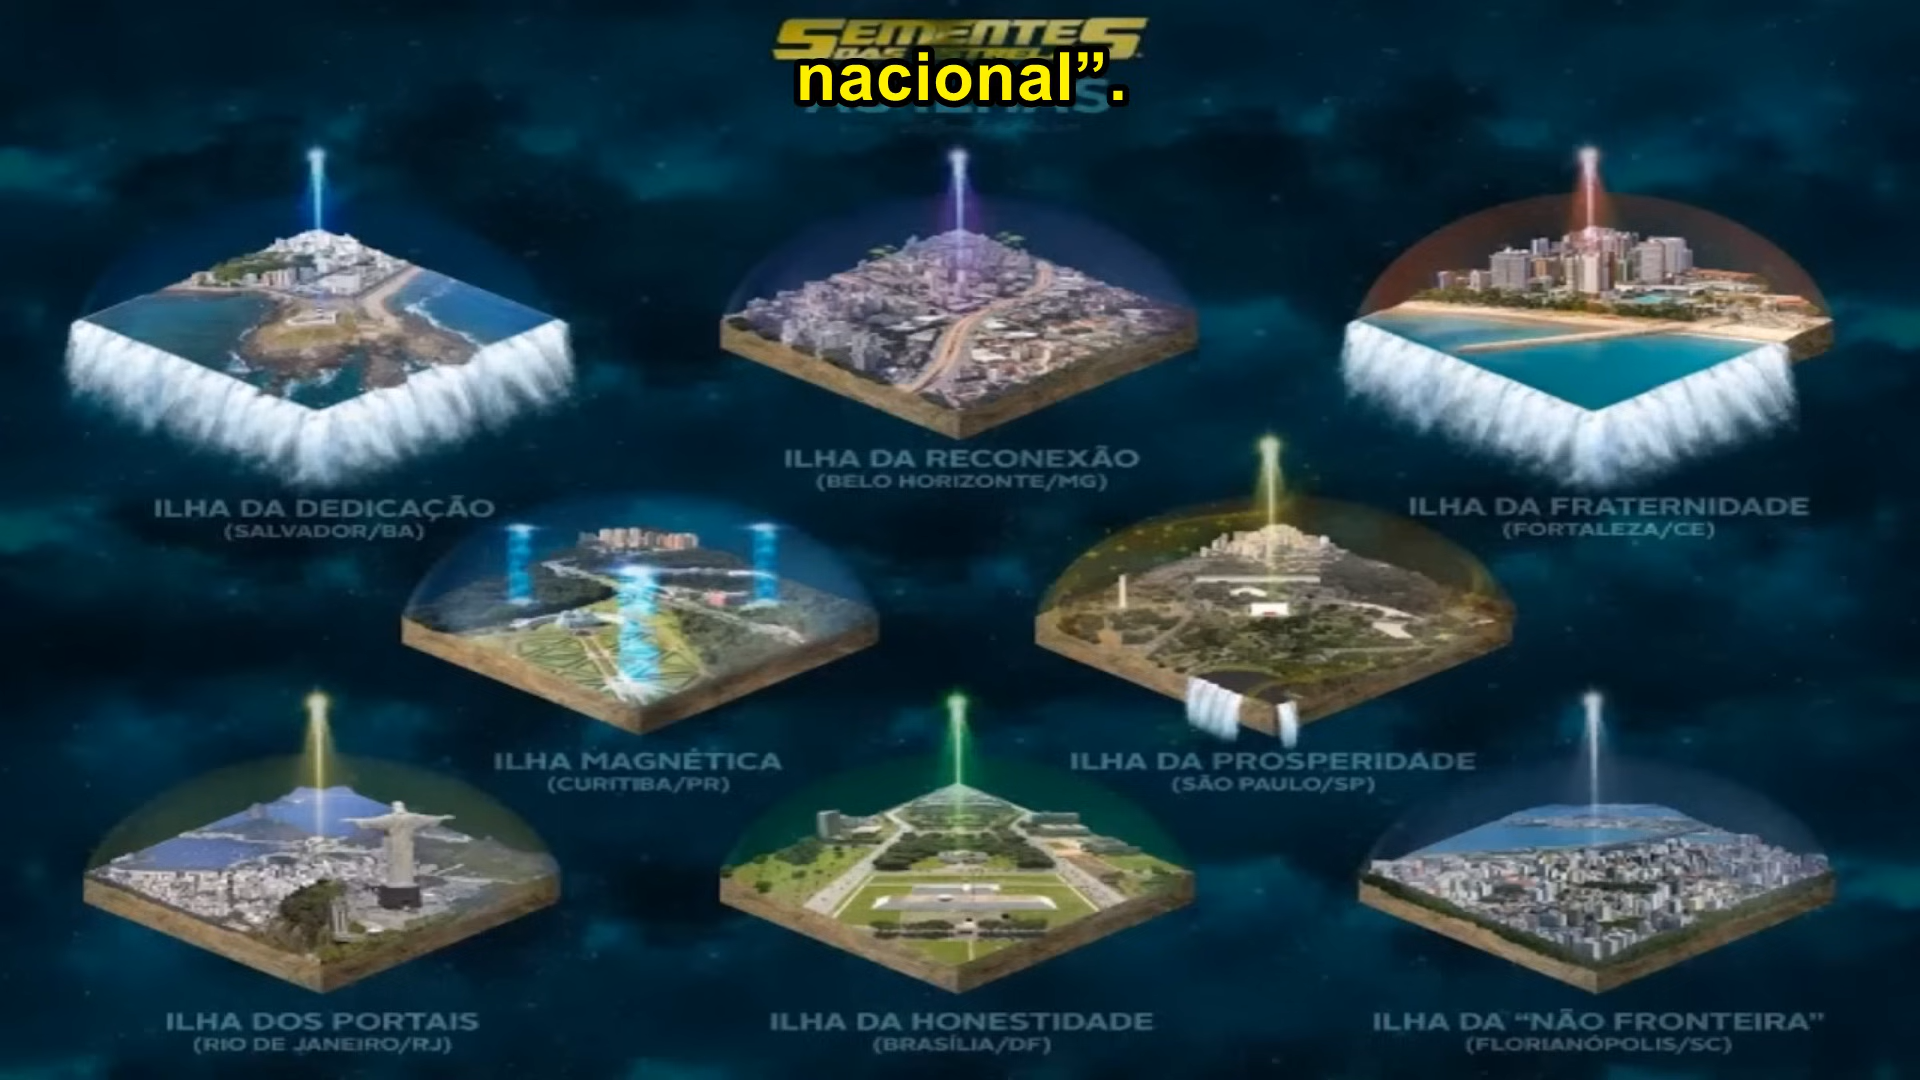 SEMENTES
nacional”.
ILHA DA RECONEXÃO
(BELO HORIZONTE/MG)
ILHA DA DEDICAÇÃO
(SALVADOR/BA)
ILHA DA FRATERNIDADE
(FORTALEZA/CE)
ILHA MAGNÉTICA
(CURITIBA/PR)
ILHA DA PROSPERIDADE
(SÃO PAULO/SP)
ILHA DOS PORTAIS
(RIO DE JANEIRO/RJ)
ILHA DA HONESTIDADE
(BRASÍLIA/DF)
ILHA DA “NÃO FRONTEIRA”
(FLORIANÓPOLIS/SC)